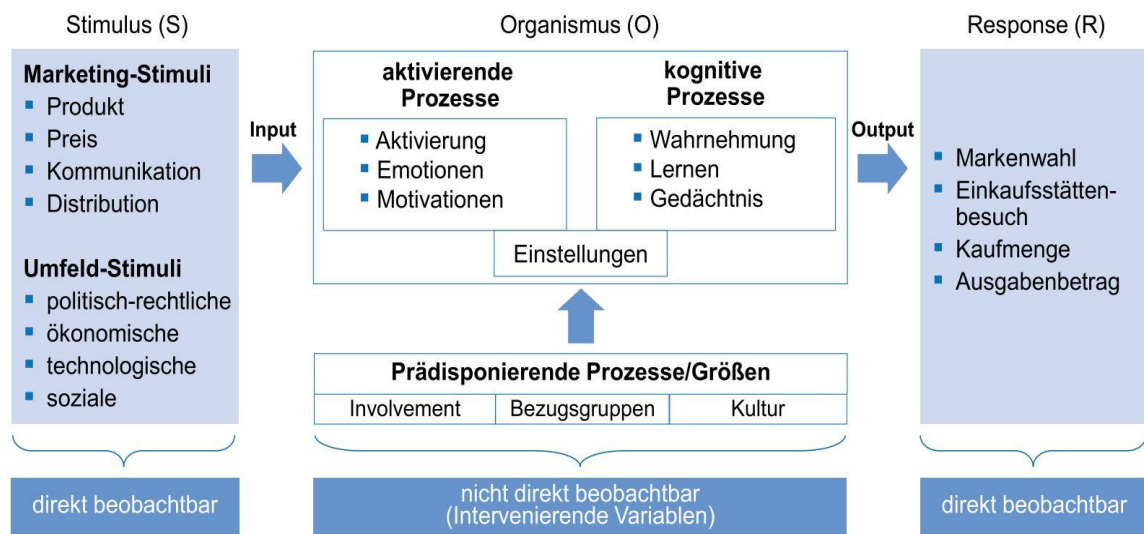 Stimulus (S)
Marketing-Stimuli
▪ Produkt
▪ Preis
▪ Kommunikation
▪ Distribution
Umfeld-Stimuli
▪ politisch-rechtliche
▪ ökonomische
▪ technologische
▪ soziale
direkt beobachtbar
Input
Organismus (O)
aktivierende
Prozesse
▪ Aktivierung
▪ Emotionen
▪ Motivationen
kognitive
Prozesse
▪ Wahrnehmung
▪ Lernen
▪ Gedächtnis
Einstellungen
Prädisponierende Prozesse/Größen
Involvement
Bezugsgruppen
Kultur
nicht direkt beobachtbar
(Intervenierende Variablen)
Output
Response (R)
▪ Markenwahl
▪ Einkaufsstätten-
besuch
▪ Kaufmenge
▪ Ausgabenbetrag
direkt beobachtbar